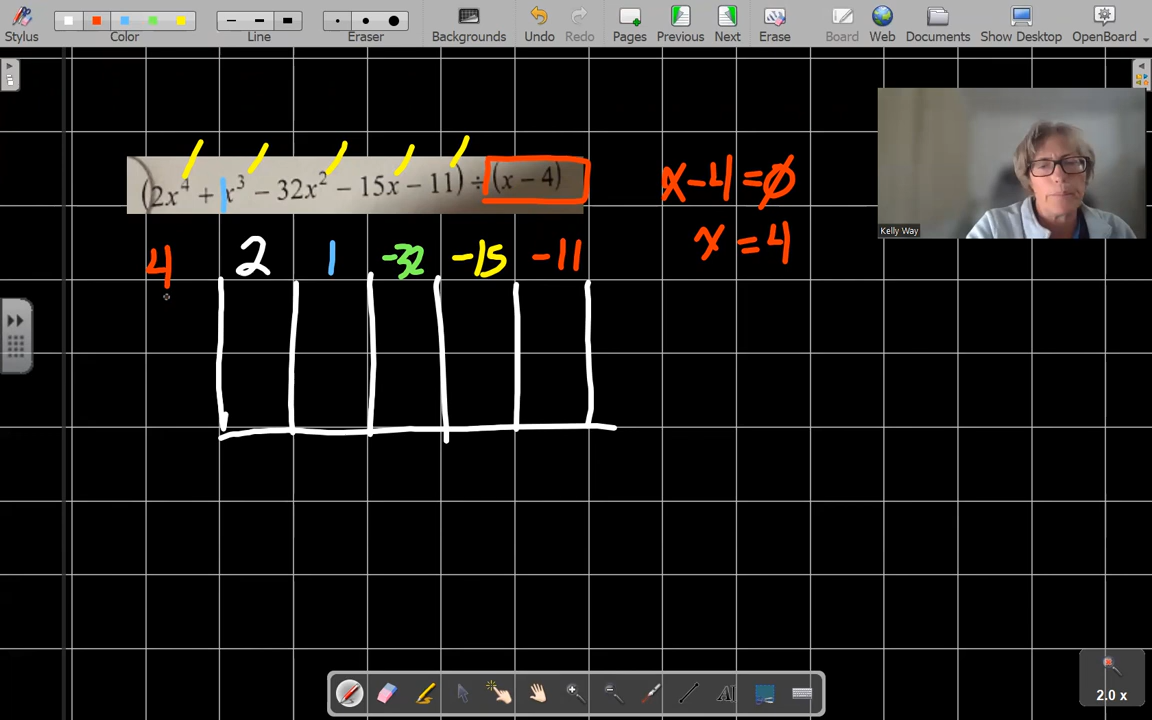 Stylus Color Line Eraser Backgrounds Undo Redo Pages Previous Next Erase Board Web Documents Show Desktop OpenBoard
(2x⁴ + x³ − 32x² − 15x − 11) ÷ (x − 4)
x-4=0
x=4
Kelly Way
4 2 1 -32 -15 -11
2.0 x